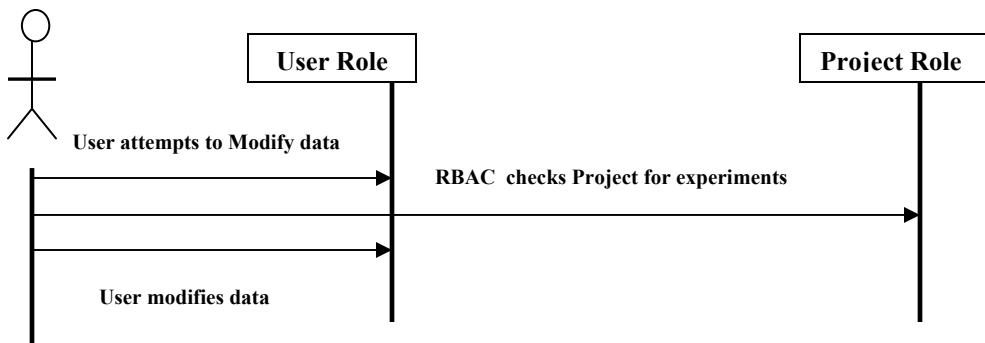 User Role
Project Role
User attempts to Modify data
RBAC checks Project for experiments
User modifies data